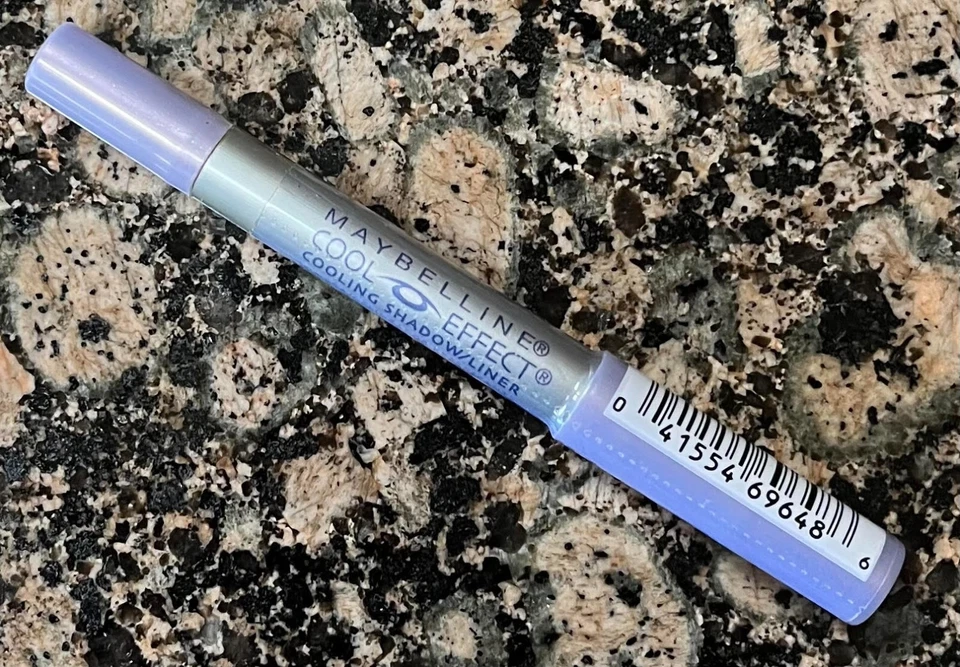 MAYBELLINE®
COOL EFFECT®
COOLING SHADOW/LINER
0 41554 69648 6